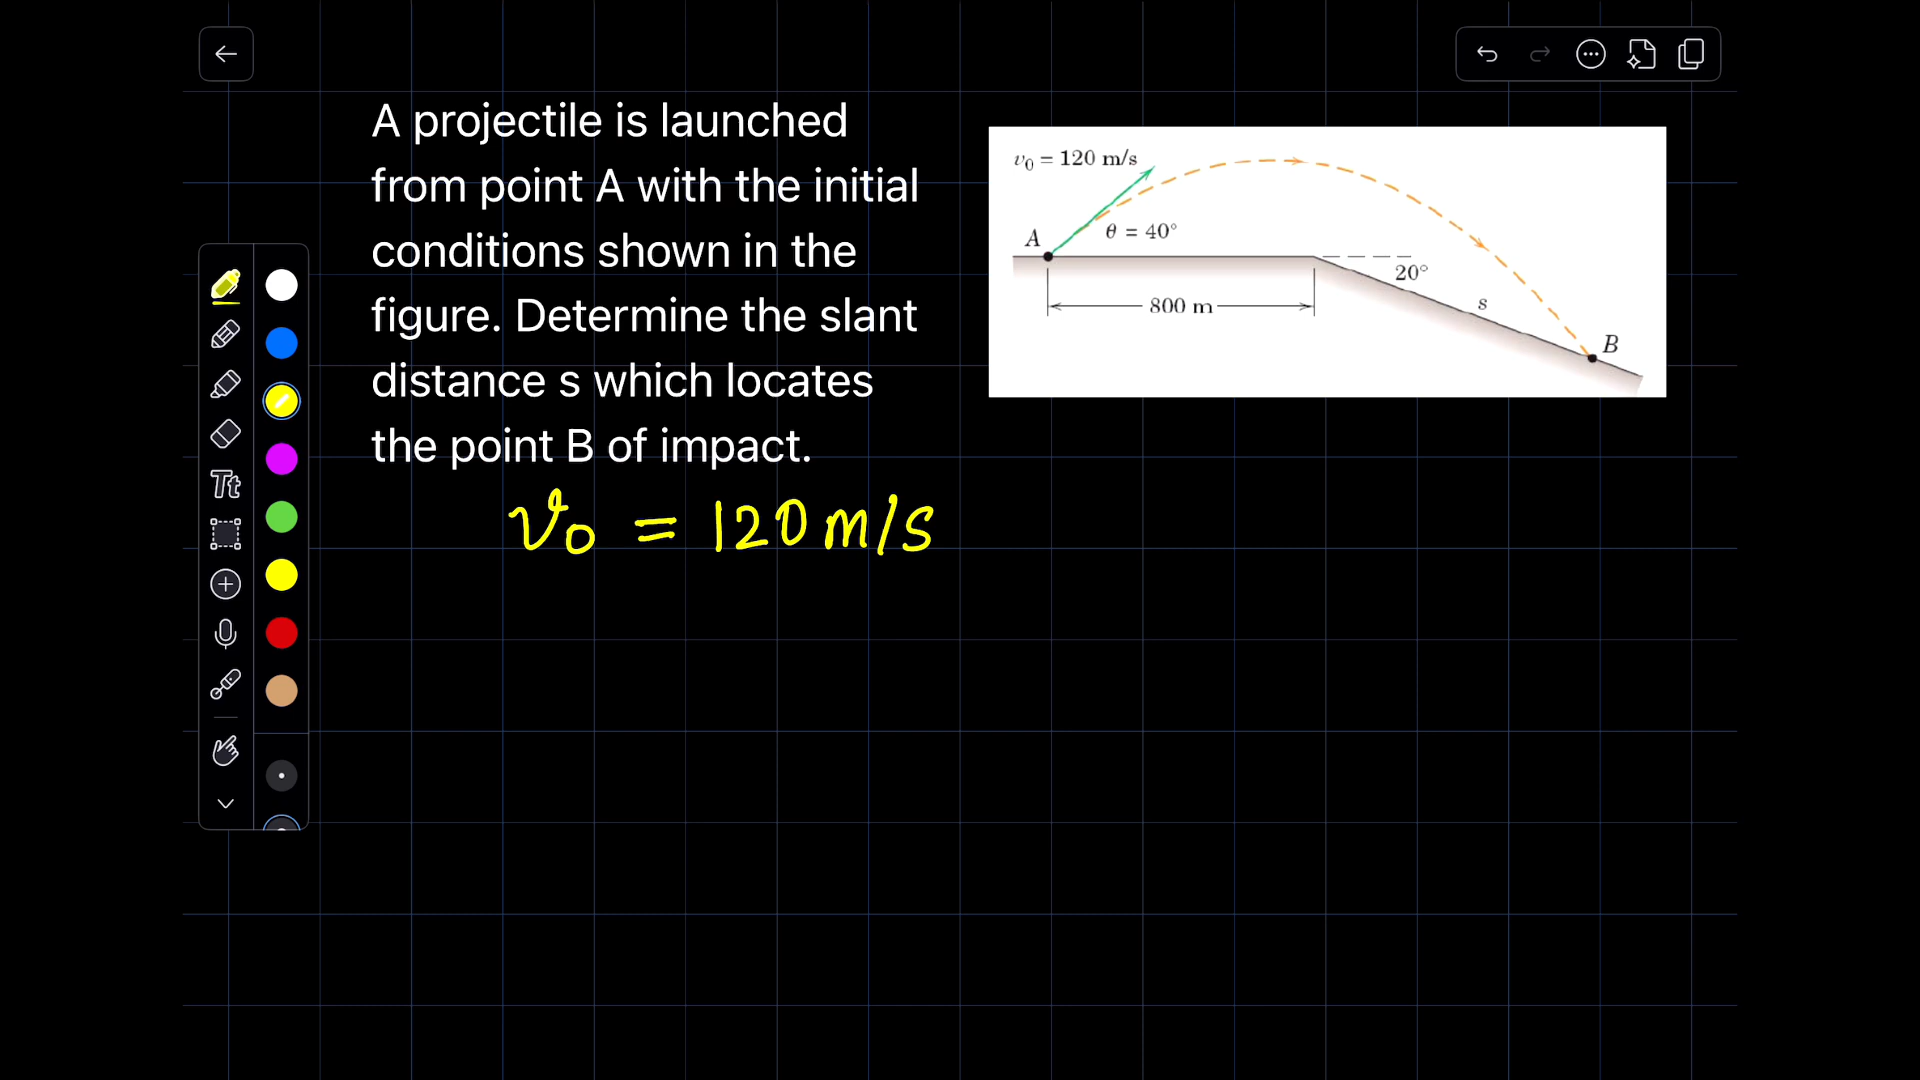 A projectile is launched
from point A with the initial
conditions shown in the
figure. Determine the slant
distance s which locates
the point B of impact.
v₀ = 120 m/s
v₀ = 120 m/s
A
θ = 40°
20°
800 m
s
B
Tt